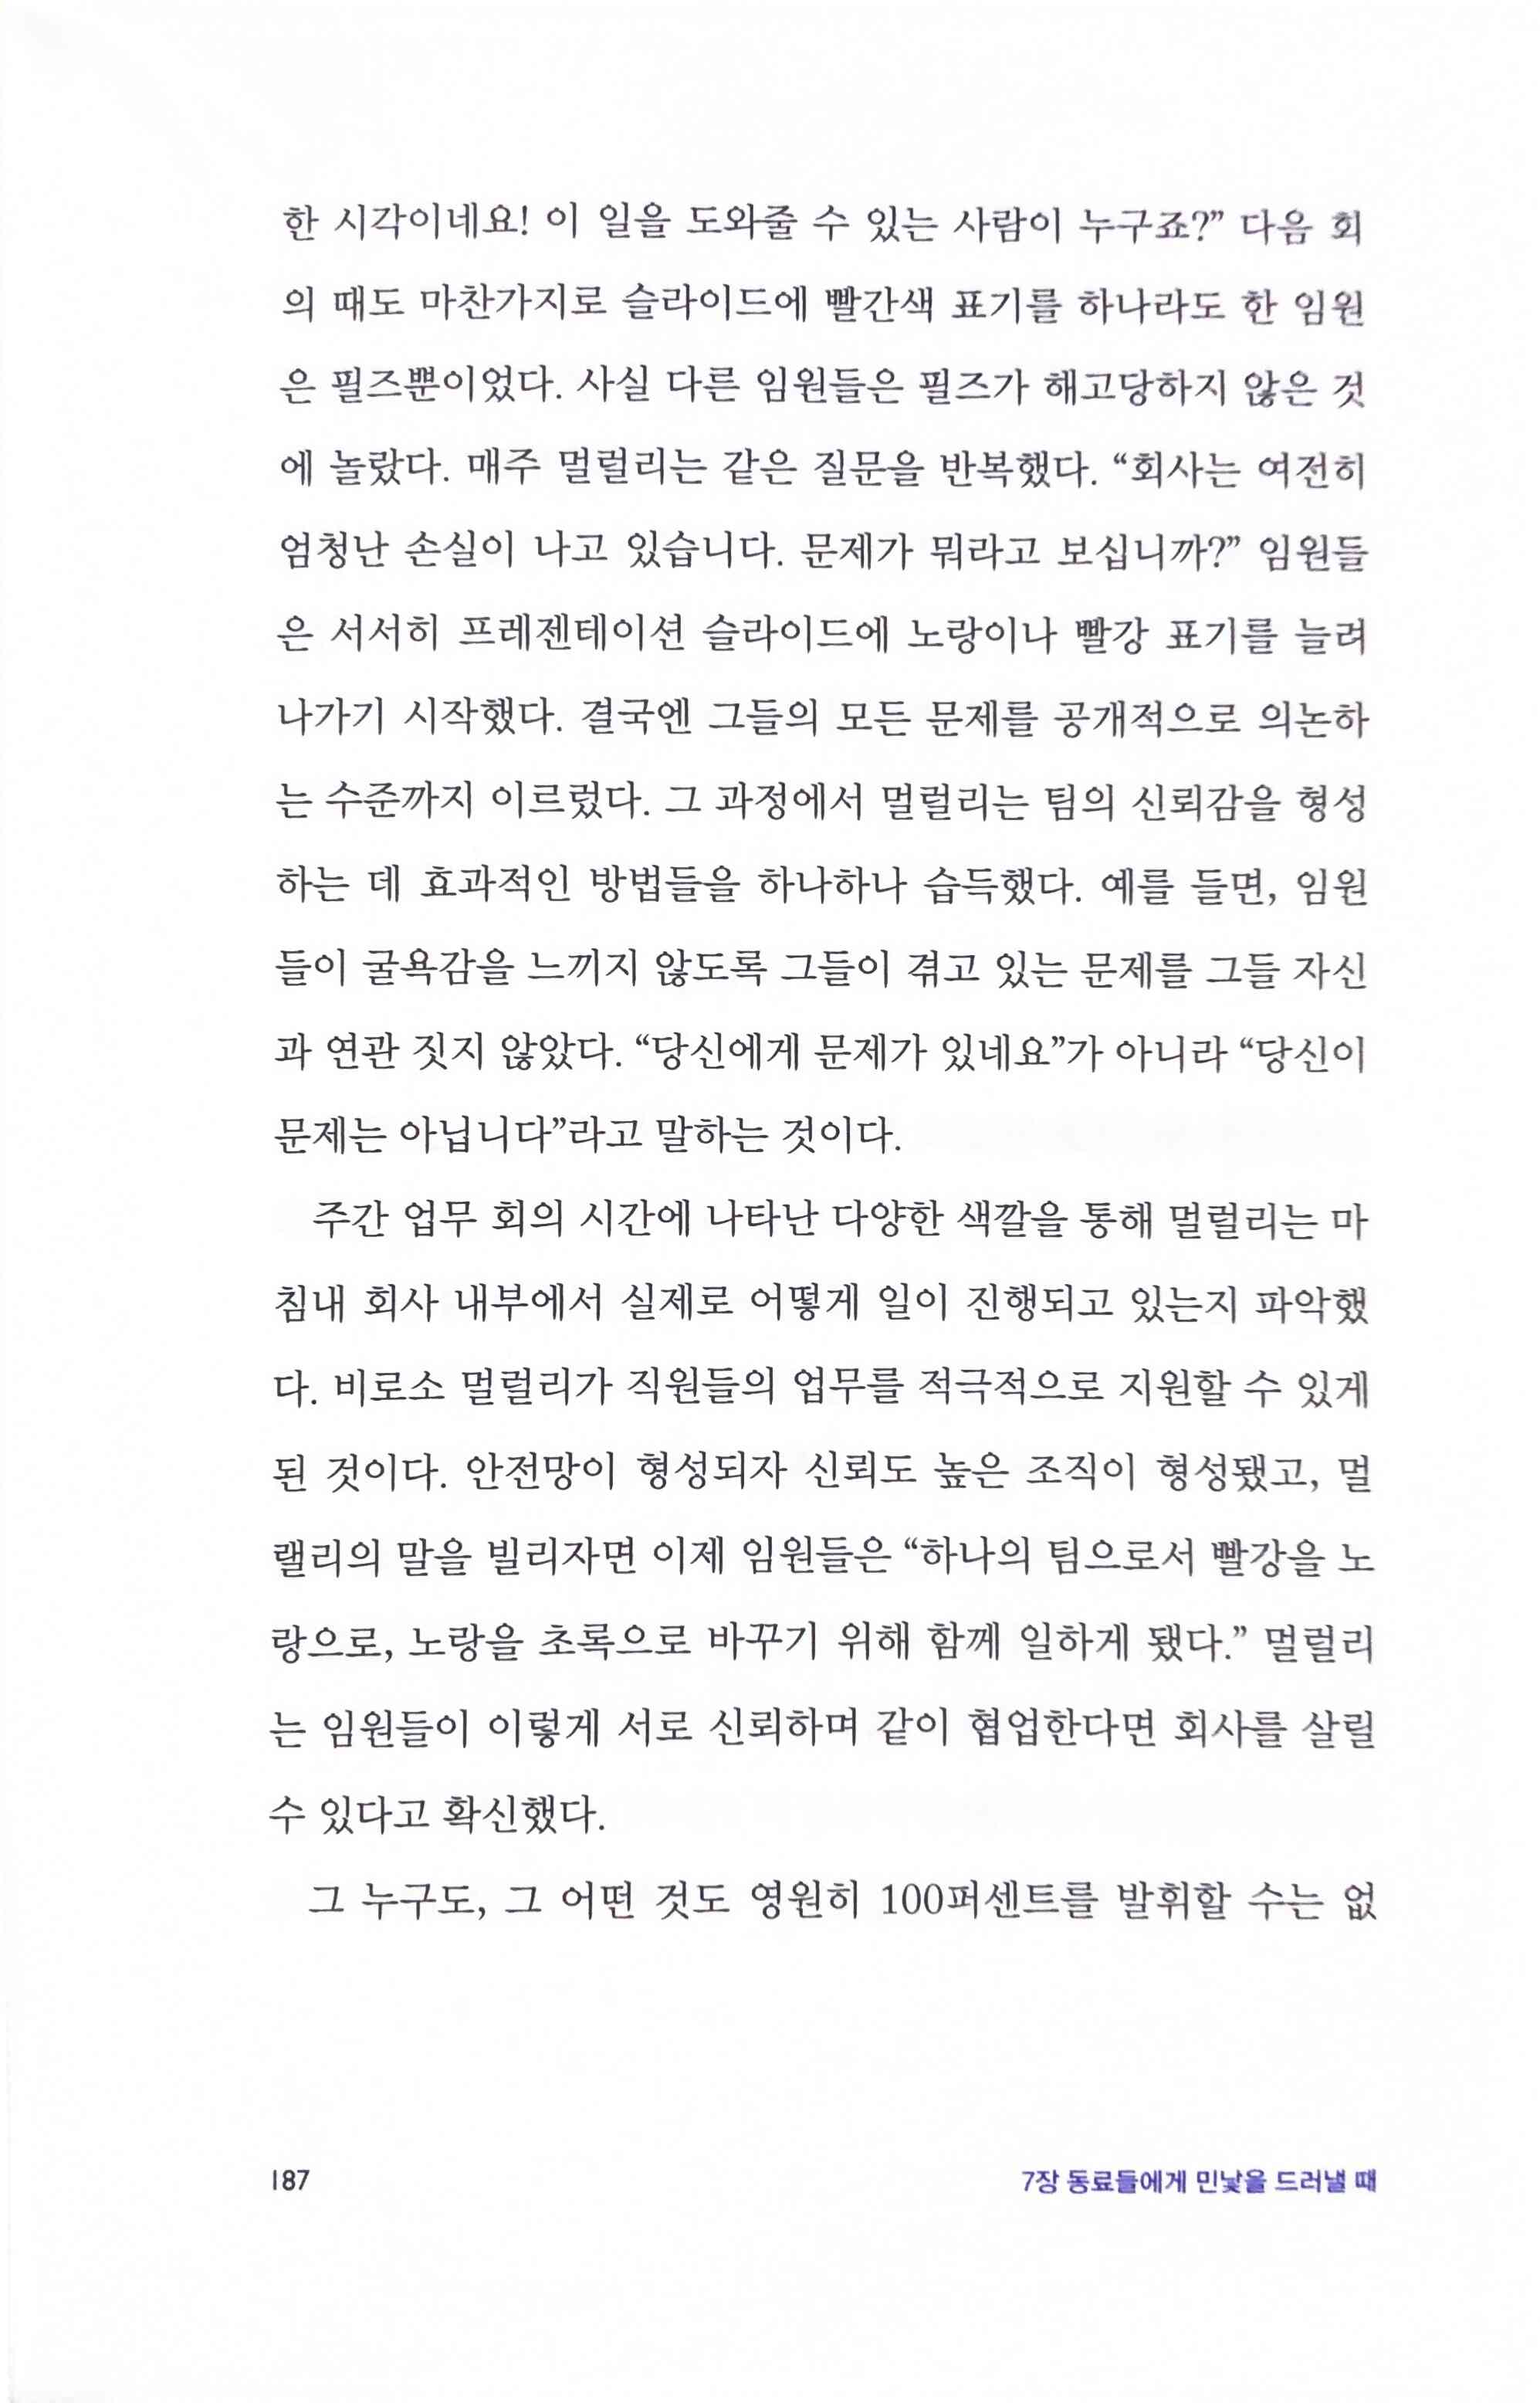 한 시각이네요! 이 일을 도와줄 수 있는 사람이 누구죠?” 다음 회
의 때도 마찬가지로 슬라이드에 빨간색 표기를 하나라도 한 임원
은 필즈뿐이었다. 사실 다른 임원들은 필즈가 해고당하지 않은 것
에 놀랐다. 매주 멀럴리는 같은 질문을 반복했다. “회사는 여전히
엄청난 손실이 나고 있습니다. 문제가 뭐라고 보십니까?” 임원들
은 서서히 프레젠테이션 슬라이드에 노랑이나 빨강 표기를 늘려
나가기 시작했다. 결국엔 그들의 모든 문제를 공개적으로 의논하
는 수준까지 이르렀다. 그 과정에서 멀럴리는 팀의 신뢰감을 형성
하는 데 효과적인 방법들을 하나하나 습득했다. 예를 들면, 임원
들이 굴욕감을 느끼지 않도록 그들이 겪고 있는 문제를 그들 자신
과 연관 짓지 않았다. “당신에게 문제가 있네요”가 아니라 “당신이
문제는 아닙니다”라고 말하는 것이다.
주간 업무 회의 시간에 나타난 다양한 색깔을 통해 멀럴리는 마
침내 회사 내부에서 실제로 어떻게 일이 진행되고 있는지 파악했
다. 비로소 멀럴리가 직원들의 업무를 적극적으로 지원할 수 있게
된 것이다. 안전망이 형성되자 신뢰도 높은 조직이 형성됐고, 멀
랠리의 말을 빌리자면 이제 임원들은 “하나의 팀으로서 빨강을 노
랑으로, 노랑을 초록으로 바꾸기 위해 함께 일하게 됐다.” 멀럴리
는 임원들이 이렇게 서로 신뢰하며 같이 협업한다면 회사를 살릴
수 있다고 확신했다.
그 누구도, 그 어떤 것도 영원히 100퍼센트를 발휘할 수는 없
187
7장 동료들에게 민낯을 드러낼 때